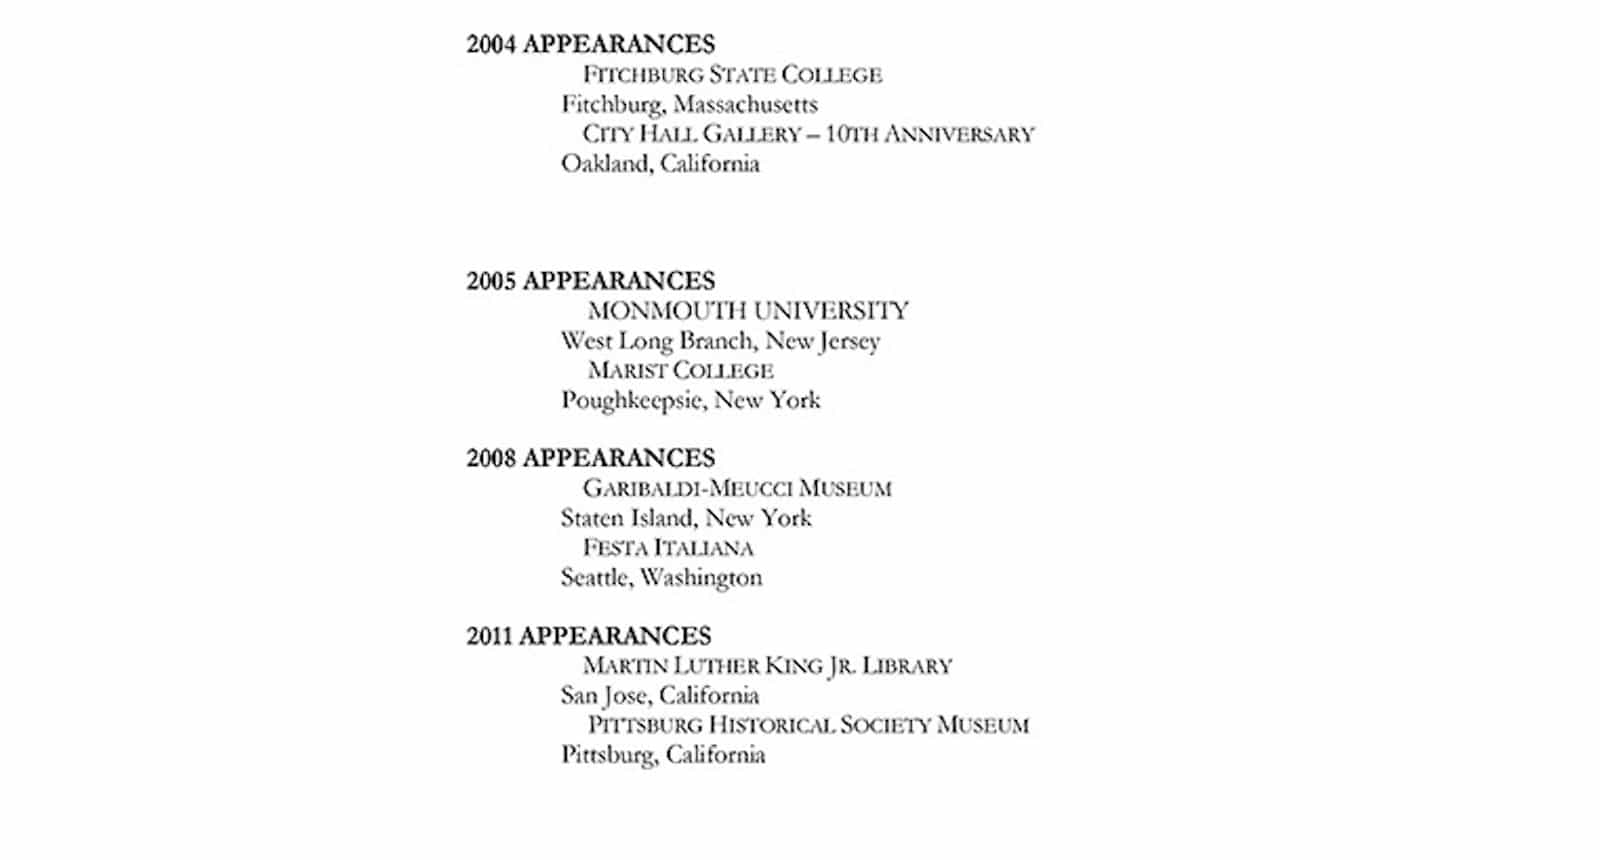 2004 APPEARANCES
FITCHBURG STATE COLLEGE
Fitchburg, Massachusetts
CITY HALL GALLERY – 10TH ANNIVERSARY
Oakland, California
2005 APPEARANCES
MONMOUTH UNIVERSITY
West Long Branch, New Jersey
MARIST COLLEGE
Poughkeepsie, New York
2008 APPEARANCES
GARIBALDI-MEUCCI MUSEUM
Staten Island, New York
FESTA ITALIANA
Seattle, Washington
2011 APPEARANCES
MARTIN LUTHER KING JR. LIBRARY
San Jose, California
PITTSBURG HISTORICAL SOCIETY MUSEUM
Pittsburg, California